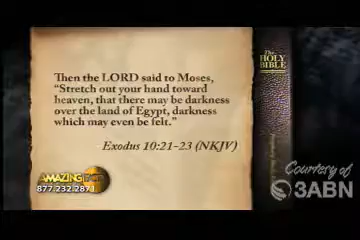 Then the LORD said to Moses,
"Stretch out your hand toward
heaven, that there may be darkness
over the land of Egypt, darkness
which may even be felt."
Exodus 10:21-23 (NKJV)
The
HOLY
BIBLE
AMAZING
877.232.2871
Courtesy of
3ABN